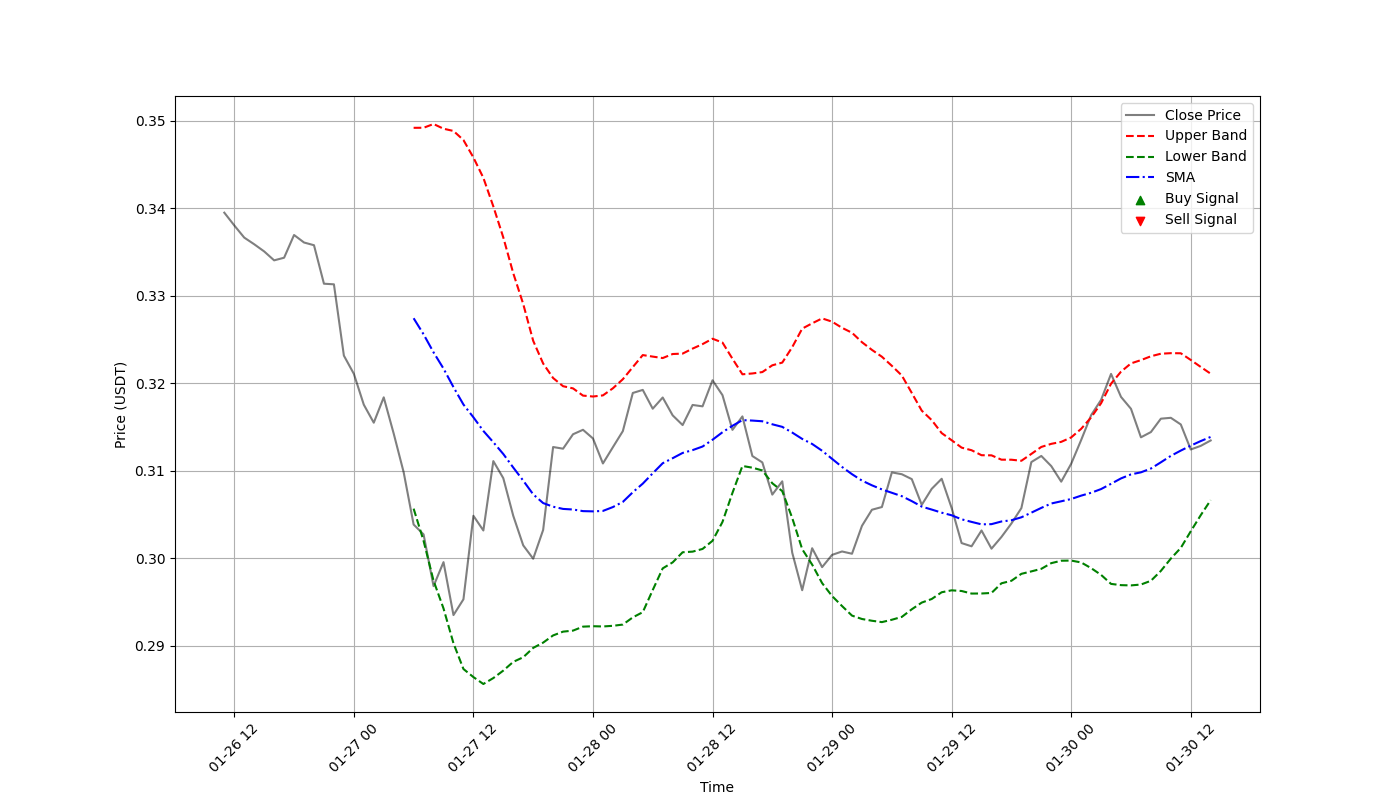 0.35
0.34
0.33
0.32
0.31
0.30
0.29
Price (USDT)
01-26 12
01-27 00
01-27 12
01-28 00
01-28 12
01-29 00
01-29 12
01-30 00
01-30 12
Time
Close Price
Upper Band
Lower Band
SMA
Buy Signal
Sell Signal